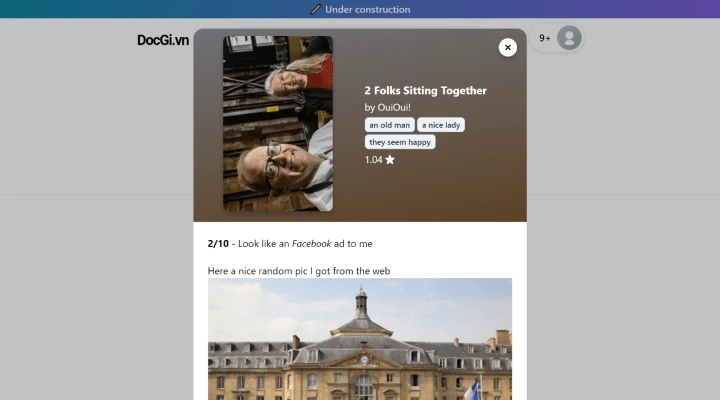 Under construction
DocGi.vn
9+
2 Folks Sitting Together
by OuiOui!
an old man
a nice lady
they seem happy
1.04
2/10 - Look like an Facebook ad to me
Here a nice random pic I got from the web